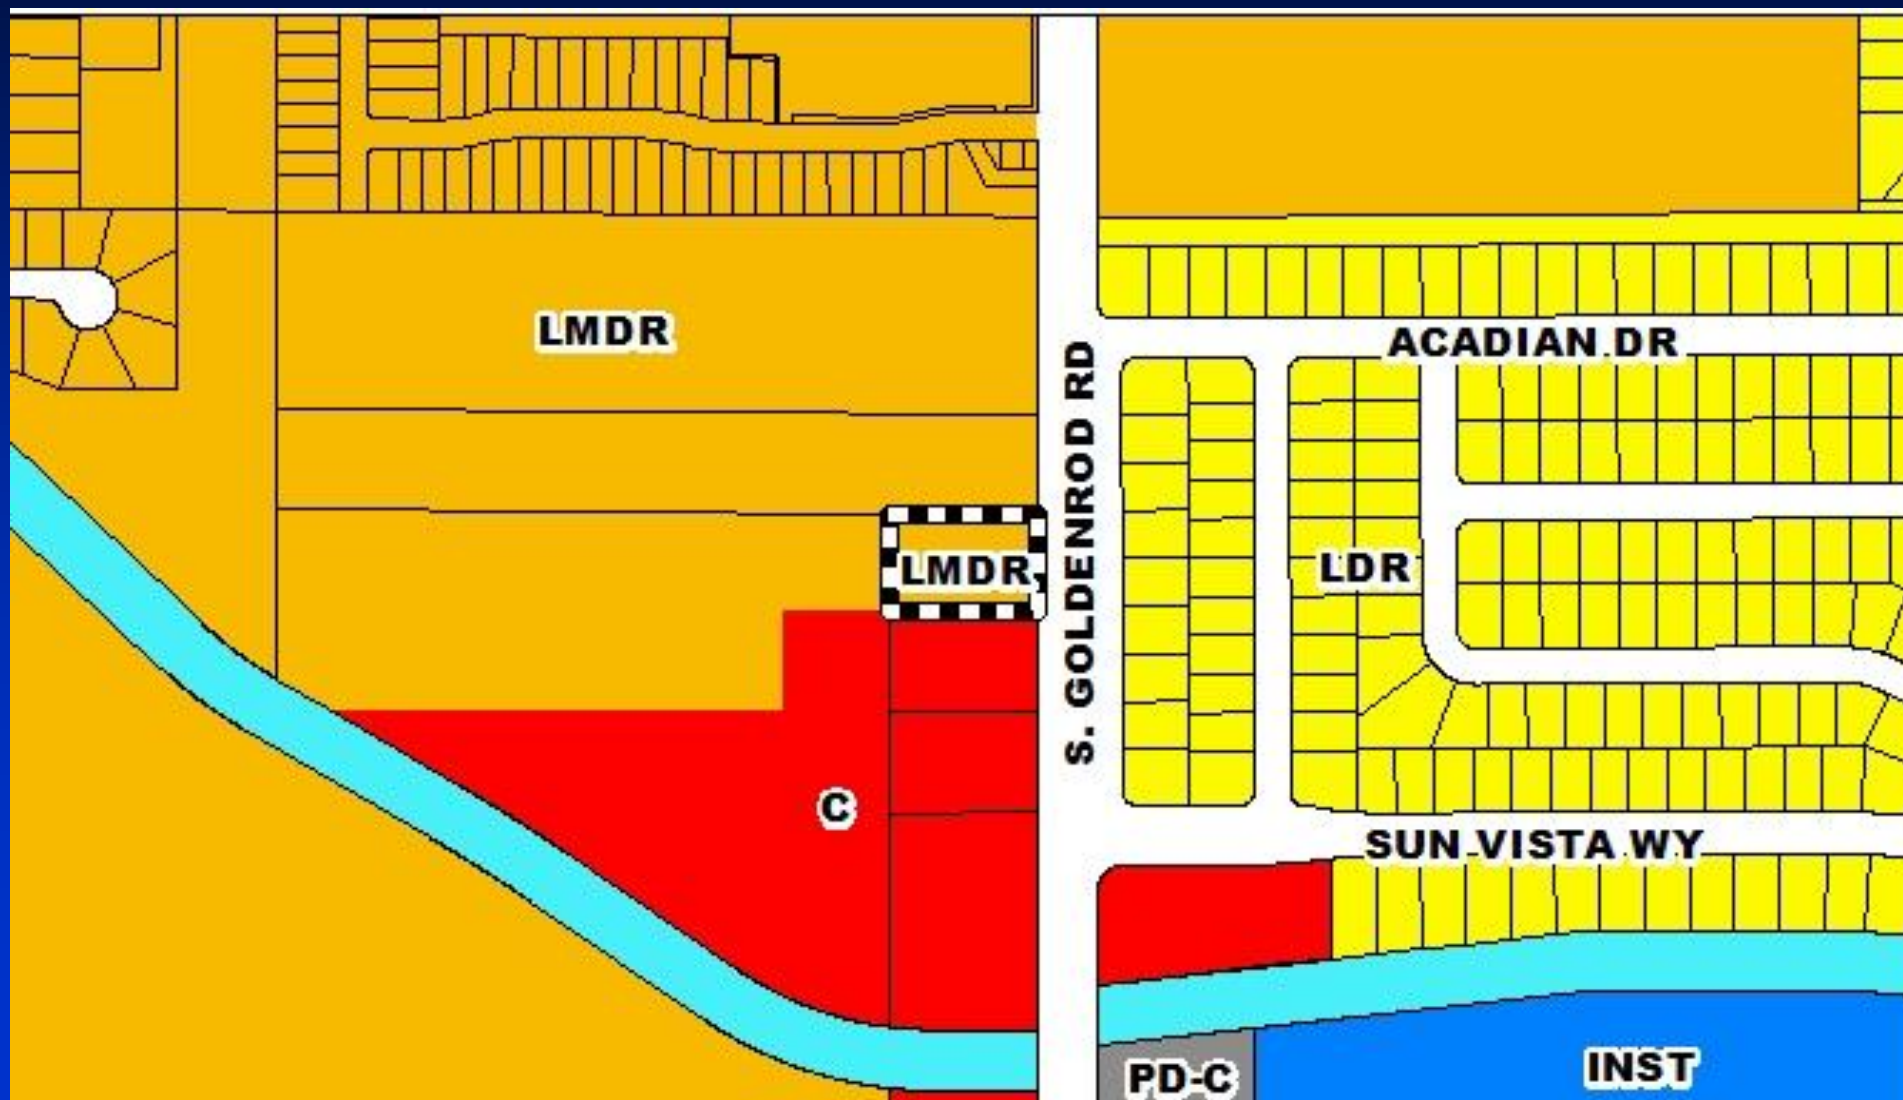 LMDR
ACADIAN DR
S. GOLDENROD RD
LMDR
LDR
C
SUN VISTA WY
PD-C
INST